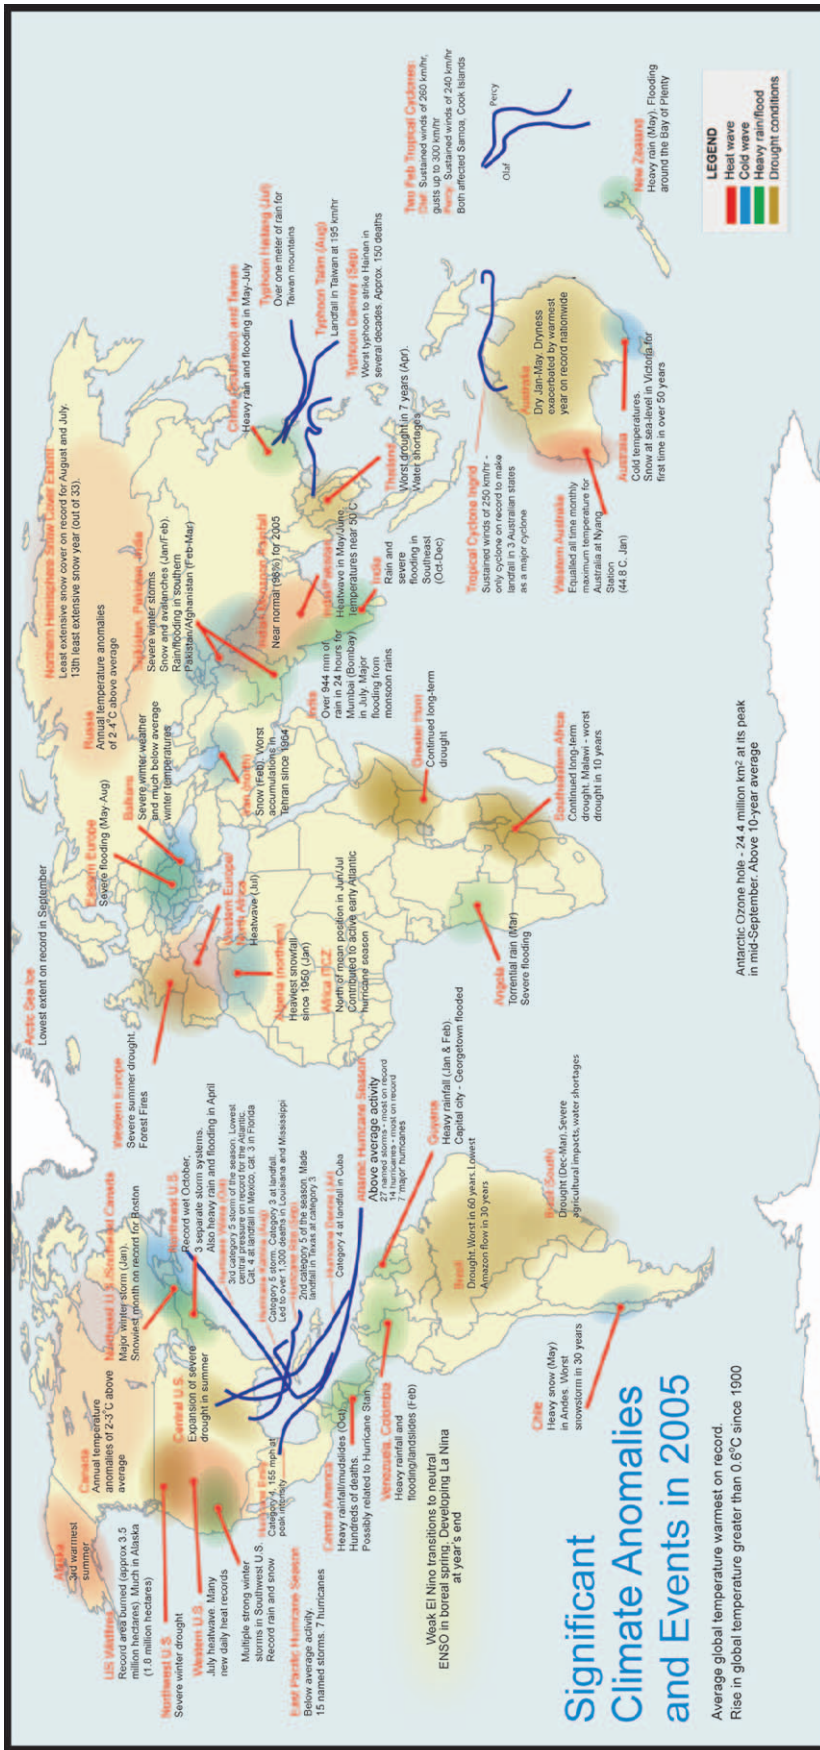 Significant
Climate Anomalies
and Events in 2005
Average global temperature warmest on record.
Rise in global temperature greater than 0.6°C since 1900
Alaska
3rd warmest
summer
US Wildfires
Record area burned (approx 3.5
million hectares). Much in Alaska
(1.8 million hectares)
Northwest U.S.
Severe winter drought
Western U.S.
July heatwave. Many
new daily heat records
Multiple strong winter
storms in Southwest U.S.
Record rain and snow
East Pacific Hurricane Season
Below average activity.
15 named storms. 7 hurricanes
Canada
Annual temperature
anomalies of 2-3°C above
average
Central U.S.
Expansion of severe
drought in summer
Category 4, 155 mph at
peak intensity
Central America
Heavy rainfall/mudslides (Oct),
Hundreds of deaths.
Possibly related to Hurricane Stan
Venezuela, Colombia
Heavy rainfall and
flooding/landslides (Feb)
Weak El Nino transitions to neutral
ENSO in boreal spring. Developing La Nina
at year's end
Northeast U.S./Southeast Canada
Major winter storm (Jan).
Snowiest month on record for Boston
Northeast U.S.
Record wet October,
3 separate storm systems.
Also heavy rain and flooding in April
3rd category 5 storm of the season. Lowest
central pressure on record for the Atlantic.
Cat. 4 at landfall in Mexico, cat. 3 in Florida
Hurricane Katrina (Aug)
Category 5 storm. Category 3 at landfall.
Led to over 1,300 deaths in Louisiana and Mississippi
2nd category 5 of the season. Made
landfall in Texas at category 3
Hurricane Dennis (Jul)
Category 4 at landfall in Cuba
Atlantic Hurricane Season
Above average activity
27 named storms - most on record
14 hurricanes - most on record
7 major hurricanes
Guyana
Heavy rainfall (Jan & Feb).
Capital city - Georgetown flooded
Brazil
Drought. Worst in 60 years. Lowest
Amazon flow in 30 years
Brazil (South)
Drought (Dec-Mar). Severe
agricultural impacts, water shortages
Chile
Heavy snow (May)
in Andes. Worst
snowstorm in 30 years
Arctic Sea Ice
Lowest extent on record in September
Western Europe
Severe summer drought.
Forest Fires
Eastern Europe
Severe flooding (May-Aug)
Balkans
Severe winter weather
and much below average
winter temperatures
Western Europe/
North Africa
Heatwave (Jul)
Algeria (northern)
Heaviest snowfall
since 1950 (Jan)
Africa ITCZ
North of mean position in Jun/Jul
Contributed to active early Atlantic
hurricane season
Angola
Torrential rain (Mar)
Severe flooding
Greater Horn
Continued long-term
drought
Southeastern Africa
Continued long-term
drought. Malawi - worst
drought in 10 years
Antarctic Ozone hole - 24.4 million km² at its peak
in mid-September. Above 10-year average
Northern Hemisphere Snow Cover Extent
Least extensive snow cover on record for August and July.
13th least extensive snow year (out of 33).
Russia
Annual temperature anomalies
of 2-4°C above average
Severe winter storms
Snow and avalanches (Jan/Feb).
Rain/flooding in southern
Pakistan/Afghanistan (Feb-Mar)
Iran (north)
Snow (Feb). Worst
accumulations in
Tehran since 1964
Near normal (98%) for 2005
Heatwave in May/June
Temperatures near 50°C
India
Over 944 mm of
rain in 24 hours for
Mumbai (Bombay)
in July. Major
flooding from
monsoon rains
India
Rain and
severe
flooding in
Southeast
(Oct-Dec)
Thailand
Worst drought in 7 years (Apr).
Water shortages
China (Southeast) and Taiwan
Heavy rain and flooding in May-July
Typhoon Haitang (Jul)
Over one meter of rain for
Taiwan mountains
Typhoon Talim (Aug)
Landfall in Taiwan at 195 km/hr
Typhoon Damrey (Sep)
Worst typhoon to strike Hainan in
several decades. Approx. 150 deaths
Two Feb Tropical Cyclones:
Olaf: Sustained winds of 260 km/hr,
gusts up to 300 km/hr
Percy: Sustained winds of 240 km/hr
Both affected Samoa, Cook Islands
Olaf
Percy
Tropical Cyclone Ingrid
Sustained winds of 250 km/hr -
only cyclone on record to make
landfall in 3 Australian states
as a major cyclone
Australia
Dry Jan-May. Dryness
exacerbated by warmest
year on record nationwide
Western Australia
Equalled all time monthly
maximum temperature for
Australia at Nyang
Station
(44.8 C. Jan)
Australia
Cold temperatures.
Snow at sea-level in Victoria for
first time in over 50 years
New Zealand
Heavy rain (May). Flooding
around the Bay of Plenty
LEGEND
Heat wave
Cold wave
Heavy rain/flood
Drought conditions